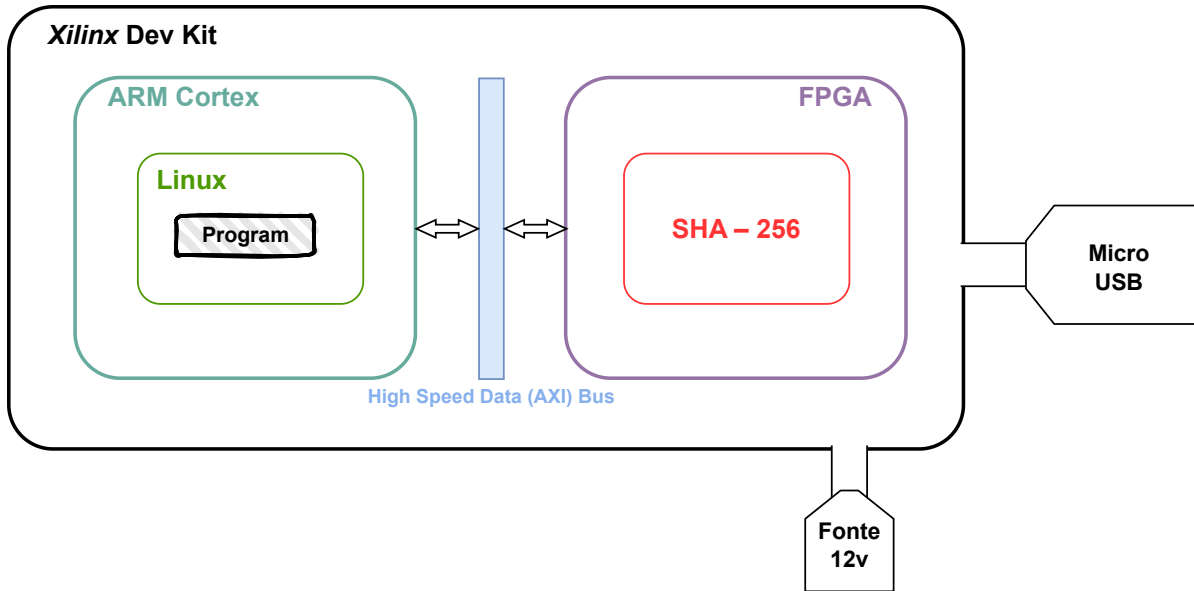 Xilinx Dev Kit
ARM Cortex
FPGA
Linux
Program
SHA – 256
High Speed Data (AXI) Bus
Micro
USB
Fonte
12v